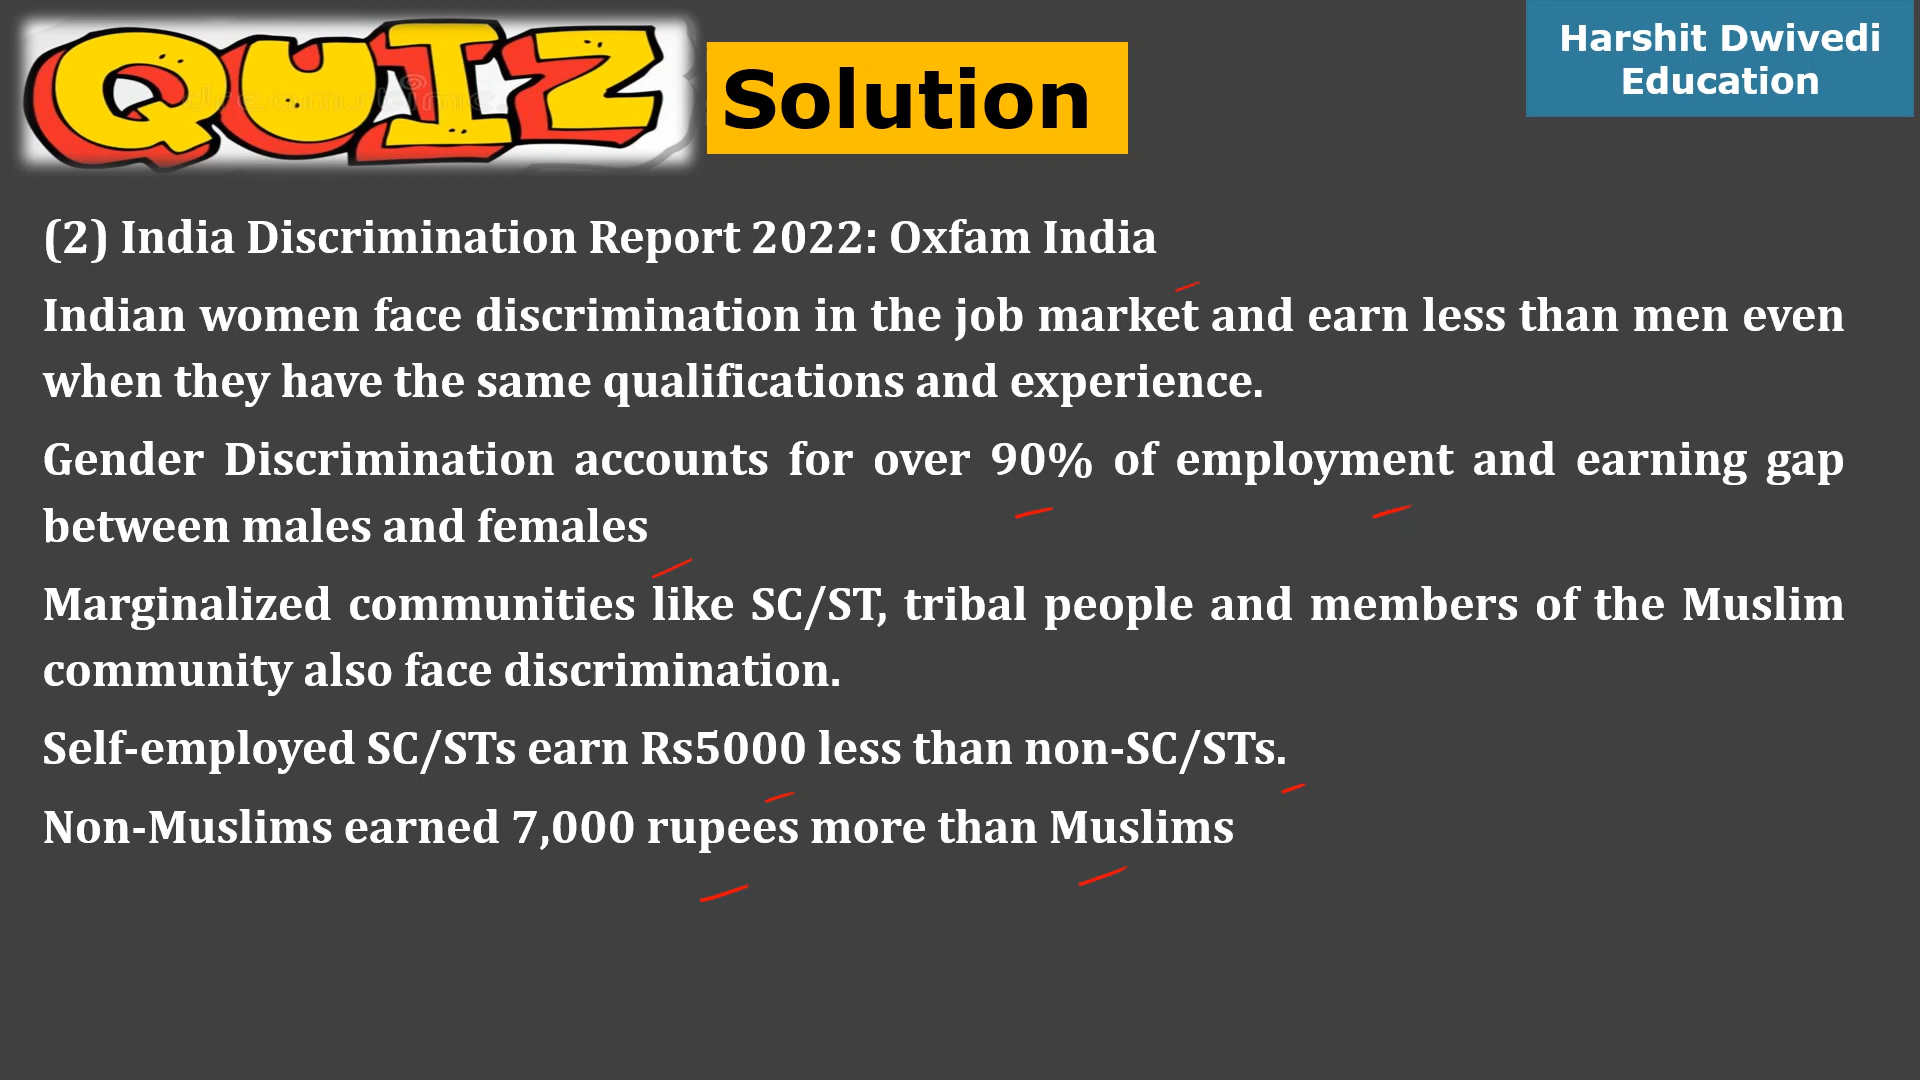 QUIZ
Solution
Harshit Dwivedi
Education
(2) India Discrimination Report 2022: Oxfam India
Indian women face discrimination in the job market and earn less than men even
when they have the same qualifications and experience.
Gender Discrimination accounts for over 90% of employment and earning gap
between males and females
Marginalized communities like SC/ST, tribal people and members of the Muslim
community also face discrimination.
Self-employed SC/STs earn Rs5000 less than non-SC/STs.
Non-Muslims earned 7,000 rupees more than Muslims